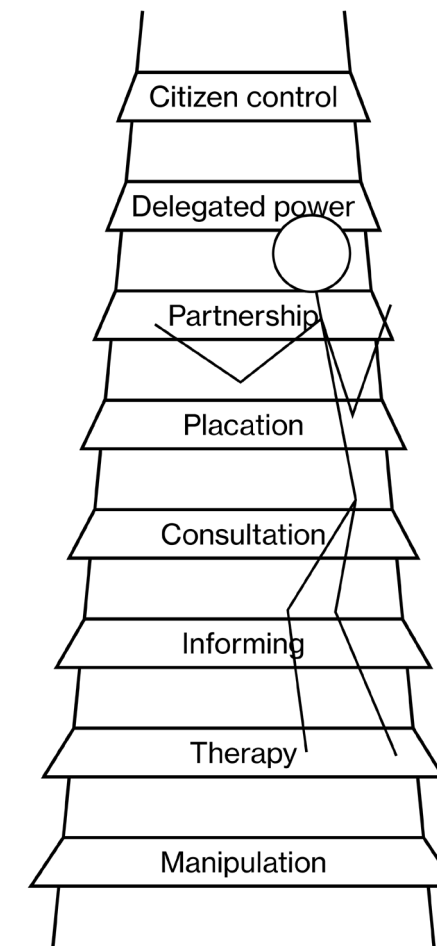 Citizen control
Delegated power
Partnership
Placation
Consultation
Informing
Therapy
Manipulation